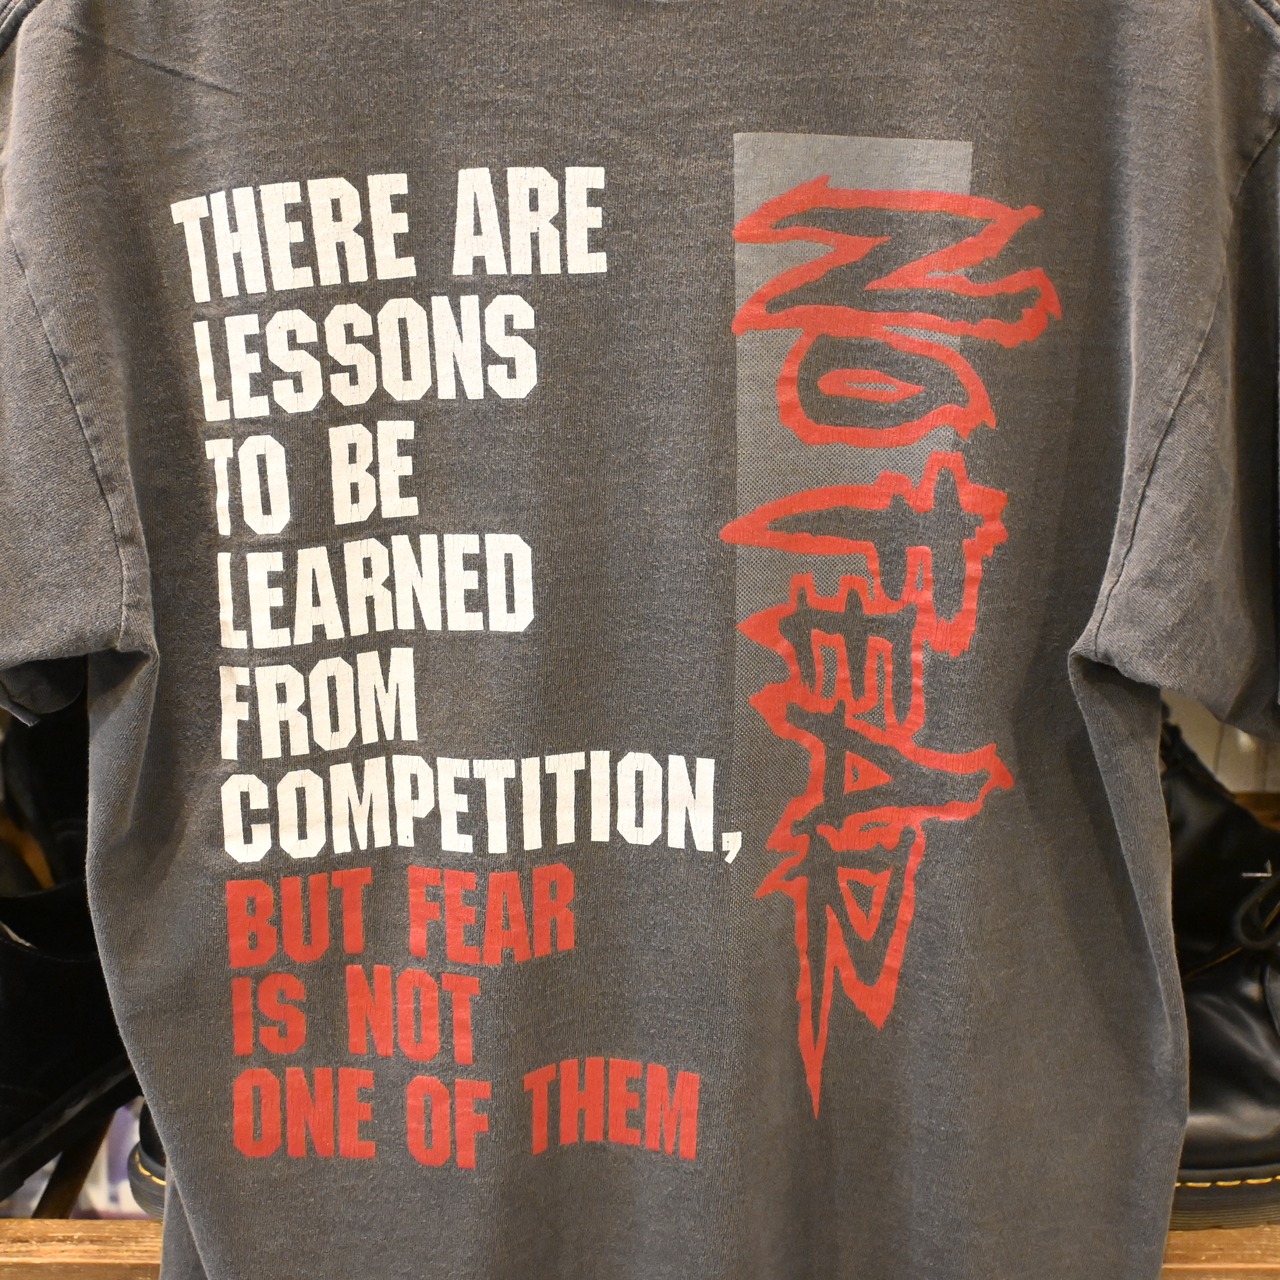 THERE ARE
LESSONS
TO BE
LEARNED
FROM
COMPETITION,
BUT FEAR
IS NOT
ONE OF THEM
NO FEAR